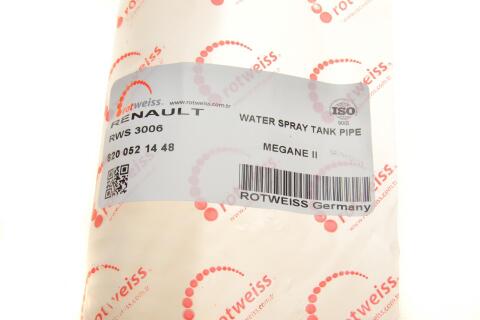 rotweiss.
www.rotweiss.com.tr
RENAULT
RWS 3006
820 052 14 48
WATER SPRAY TANK PIPE
MEGANE II
ISO
ROTWEISS Germany
rotweiss.
rotweiss.
rotweiss.
rotweiss.